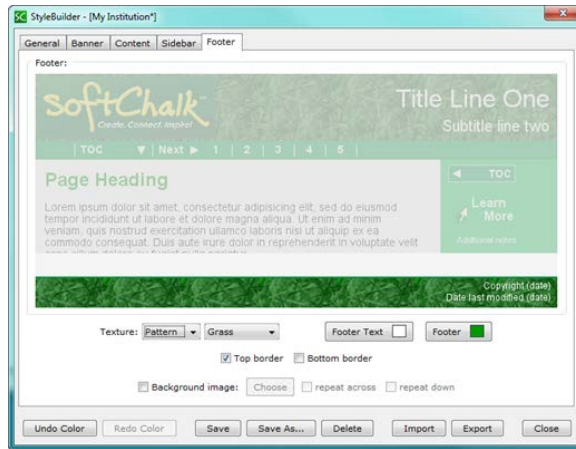 StyleBuilder - [My Institution*]
General Banner Content Sidebar Footer
Footer:
SoftChalk
Create. Connect. Inspire!
Title Line One
Subtitle line two
| TOC ▼ | Next ► 1 | 2 | 3 | 4 | 5 |
Page Heading
Lorem ipsum dolor sit amet, consectetur adipisicing elit, sed do eiusmod
tempor incididunt ut labore et dolore magna aliqua. Ut enim ad minim
veniam, quis nostrud exercitation ullamco laboris nisi ut aliquip ex ea
commodo consequat. Duis aute irure dolor in reprehenderit in voluptate velit
◄ TOC
Learn
More
Additional notes
Copyright (date)
Date last modified (date)
Texture: Pattern Grass Footer Text Footer
Top border Bottom border
Background image: Choose repeat across repeat down
Undo Color Redo Color Save Save As... Delete Import Export Close